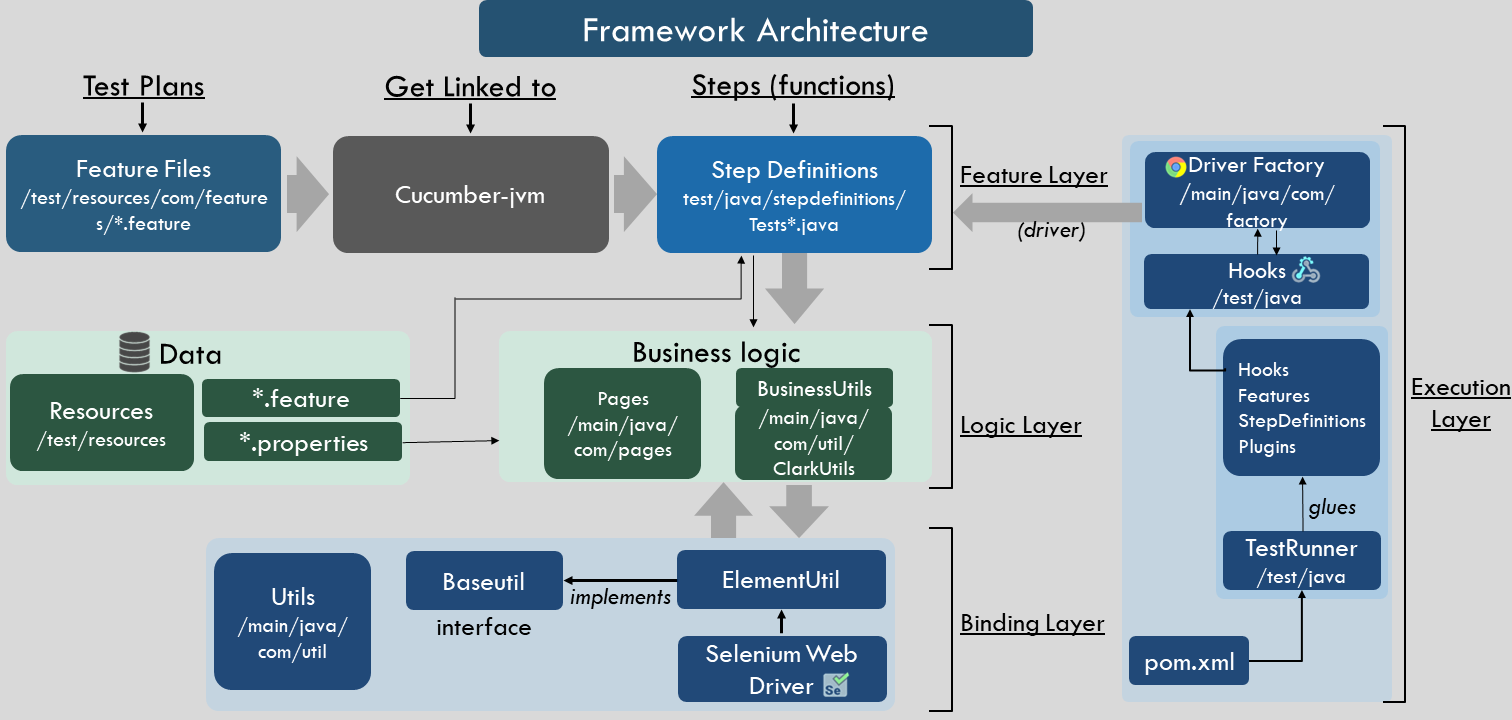 Framework Architecture
Test Plans
Get Linked to
Steps (functions)
Feature Files
/test/resources/com/feature
s/*.feature
Cucumber-jvm
Step Definitions
test/java/stepdefinitions/
Tests*.java
Feature Layer
(driver)
Driver Factory
/main/java/com/
factory
Hooks
/test/java
Data
Resources
/test/resources
*.feature
*.properties
Business logic
Pages
/main/java/
com/pages
BusinessUtils
/main/java/
com/util/
ClarkUtils
Logic Layer
Hooks
Features
StepDefinitions
Plugins
glues
TestRunner
/test/java
pom.xml
Execution
Layer
Utils
/main/java/
com/util
Baseutil
interface
implements
ElementUtil
Selenium Web
Driver
Se
Binding Layer